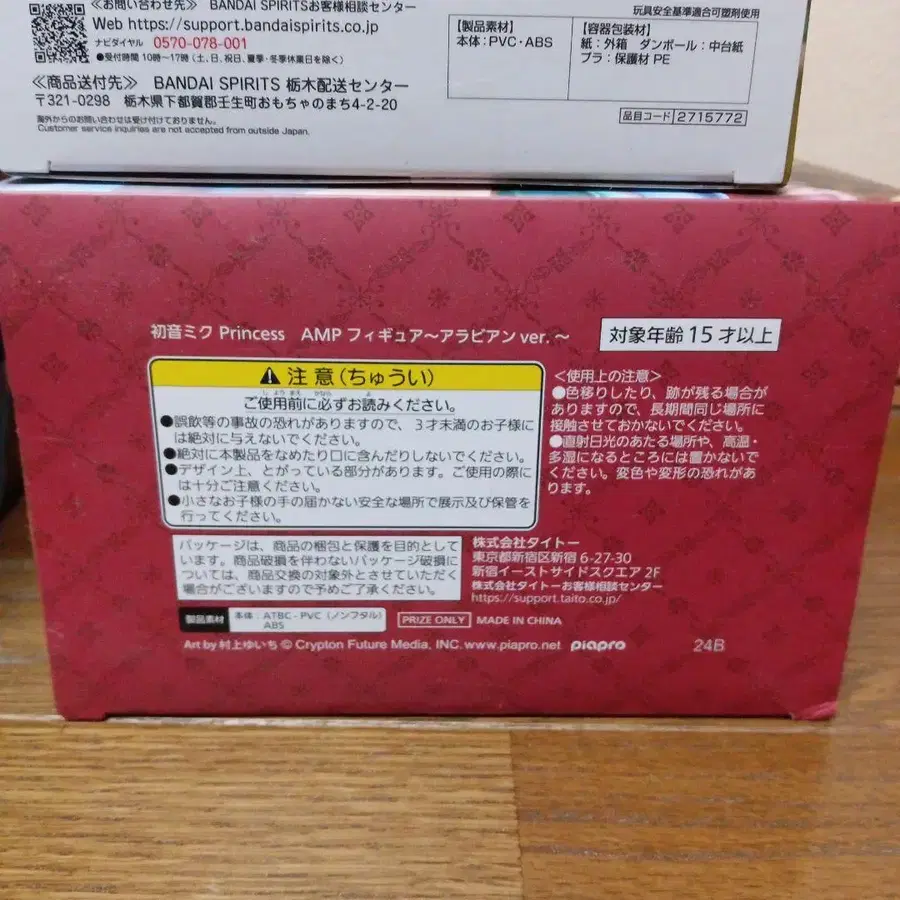 ≪お問い合わせ先≫ BANDAI SPIRITSお客様相談センター
Web https://support.bandaispirits.co.jp
ナビダイヤル 0570-078-001
●受付時間 10時〜17時(土、日、祝日、夏季・冬季休業日を除く)
≪商品送付先≫ BANDAI SPIRITS 栃木配送センター
〒321-0298 栃木県下都賀郡壬生町おもちゃのまち4-2-20
海外からのお問い合わせは受け付けておりません。
Customer service inquiries are not accepted from outside Japan.
玩具安全基準適合可塑剤使用
【製品素材】
本体:PVC・ABS
【容器包装材】
紙:外箱 ダンボール:中台紙
プラ:保護材 PE
品目コード 2715772
初音ミク Princess AMP フィギュア〜アラビアン ver. 〜
対象年齢 15 才以上
注意(ちゅうい)
ご使用前に必ずお読みください。
●誤飲等の事故の恐れがありますので、3才未満のお子様に
は絶対に与えないでください。
●絶対に本製品をなめたり口に含んだりしないでください。
●デザイン上、とがっている部分があります。ご使用の際に
は十分ご注意ください。
●小さなお子様の手の届かない安全な場所で展示及び保管を
行ってください。
<使用上の注意>
●色移りしたり、跡が残る場合が
ありますので、長期間同じ場所に
接触させておかないでください。
●直射日光のあたる場所や、高温・
多湿になるところには置かないで
ください。変色や変形の恐れがあ
ります。
パッケージは、商品の梱包と保護を目的として
います。商品破損を伴わないパッケージ破損に
ついては、商品交換の対象外とさせていただく
場合がございますので予めご了承ください。
株式会社タイトー
東京都新宿区新宿 6-27-30
新宿イーストサイドスクエア 2F
株式会社タイトーお客様相談センター
https://support.taito.co.jp/
製品素材 本体:ATBC-PVC(ノンフタル)
ABS
PRIZE ONLY MADE IN CHINA
Art by 村上ゆいち © Crypton Future Media, INC. www.piapro.net piapro
24B